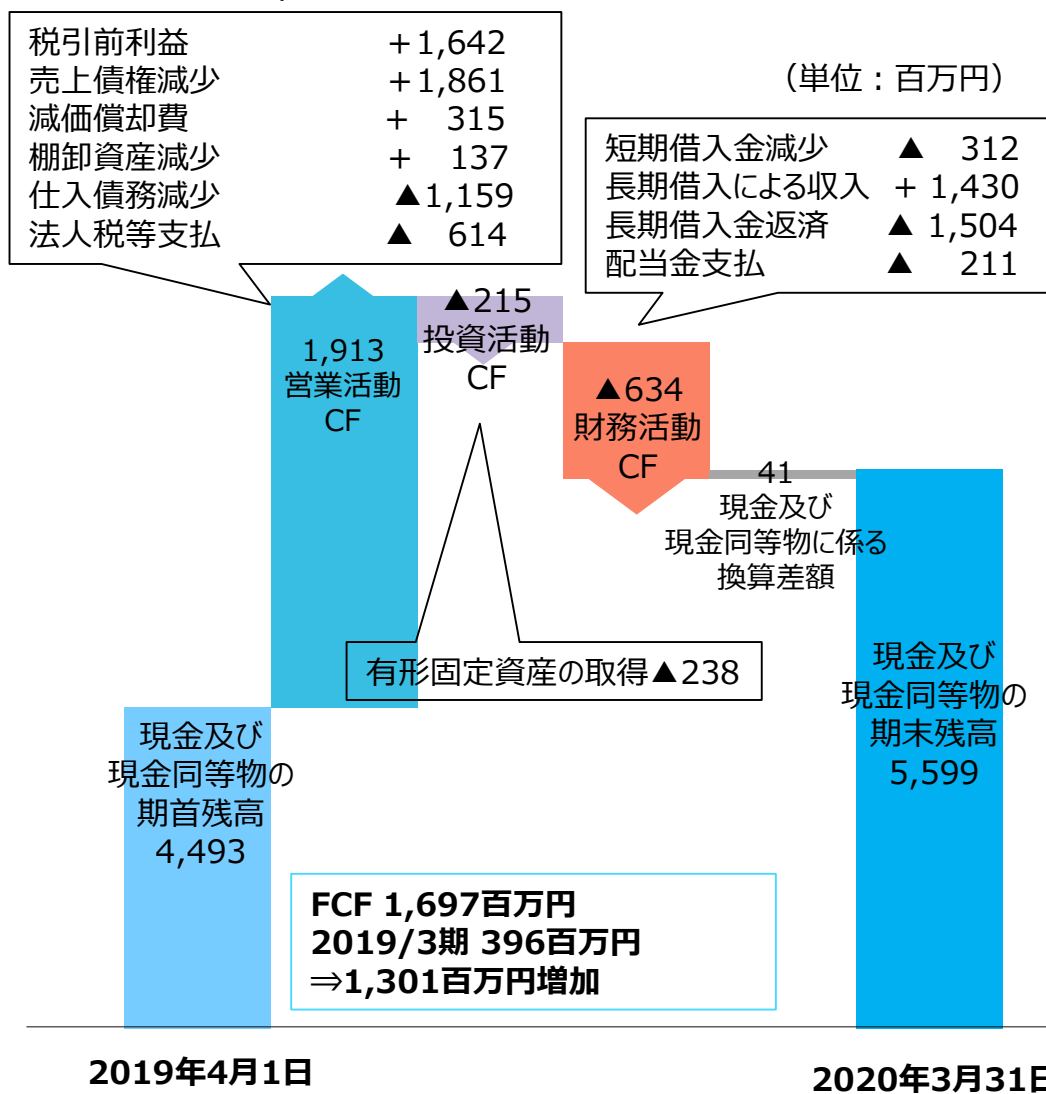 税引前利益 +1,642
売上債権減少 +1,861
減価償却費 + 315
棚卸資産減少 + 137
仕入債務減少 ▲1,159
法人税等支払 ▲ 614
（単位：百万円）
短期借入金減少 ▲ 312
長期借入による収入 + 1,430
長期借入金返済 ▲ 1,504
配当金支払 ▲ 211
1,913
営業活動
CF
▲215
投資活動
CF
▲634
財務活動
CF
41
現金及び
現金同等物に係る
換算差額
有形固定資産の取得▲238
現金及び
現金同等物の
期首残高
4,493
現金及び
現金同等物の
期末残高
5,599
FCF 1,697百万円
2019/3期 396百万円
⇒1,301百万円増加
2019年4月1日
2020年3月31日